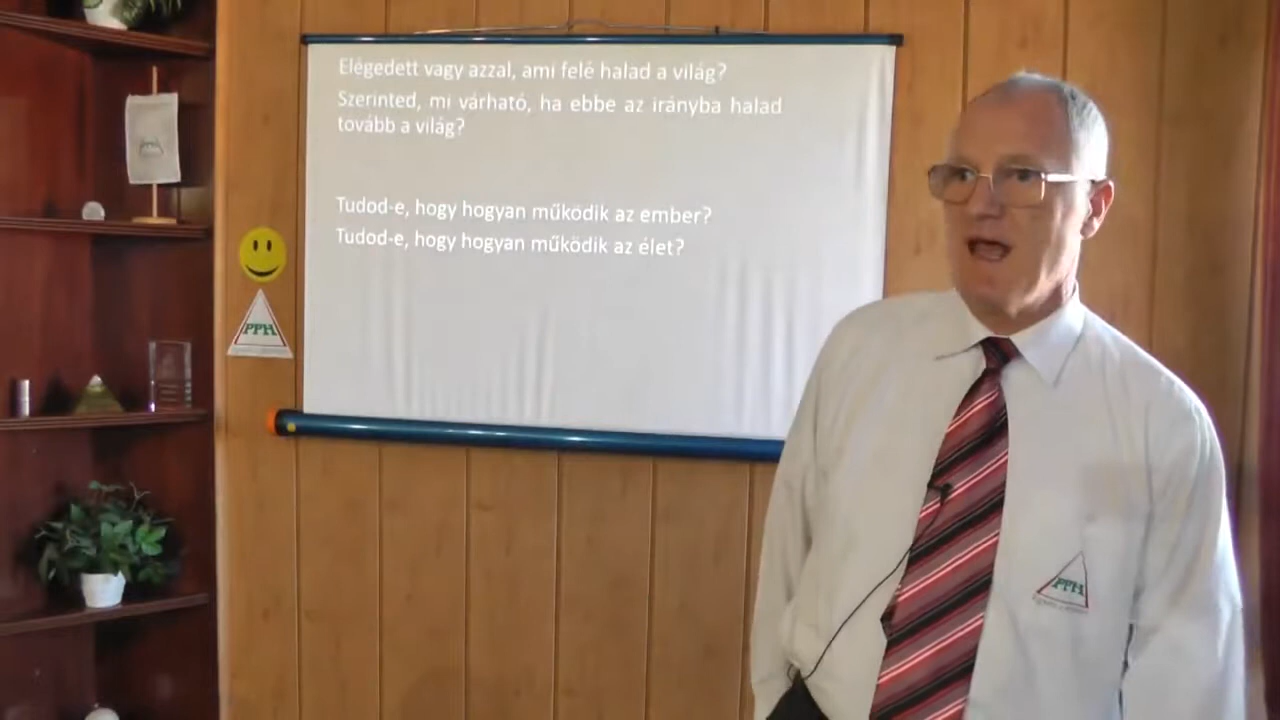 Elégedett vagy azzal, ami felé halad a világ?
Szerinted, mi várható, ha ebbe az irányba halad
tovább a világ?
Tudod-e, hogy hogyan működik az ember?
Tudod-e, hogy hogyan működik az élet?
PPH
PPH